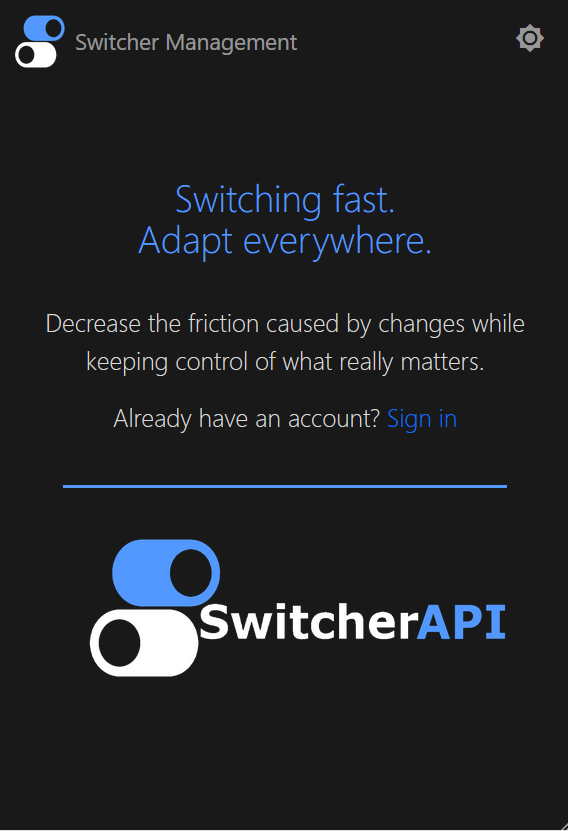 Switcher Management
Switching fast.
Adapt everywhere.
Decrease the friction caused by changes while
keeping control of what really matters.
Already have an account? Sign in
SwitcherAPI